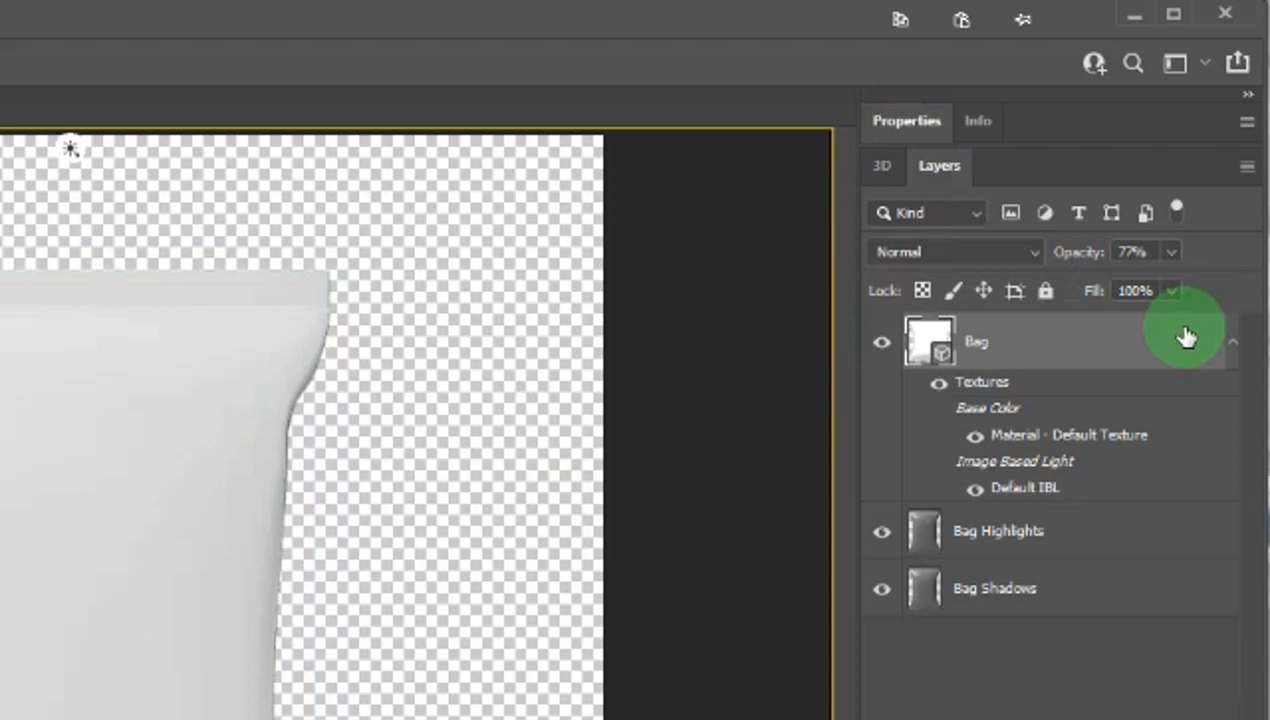 Properties Info
3D Layers
Kind
Normal Opacity: 77%
Lock: Fill: 100%
Bag
Textures
Base Color
Material - Default Texture
Image Based Light
Default IBL
Bag Highlights
Bag Shadows